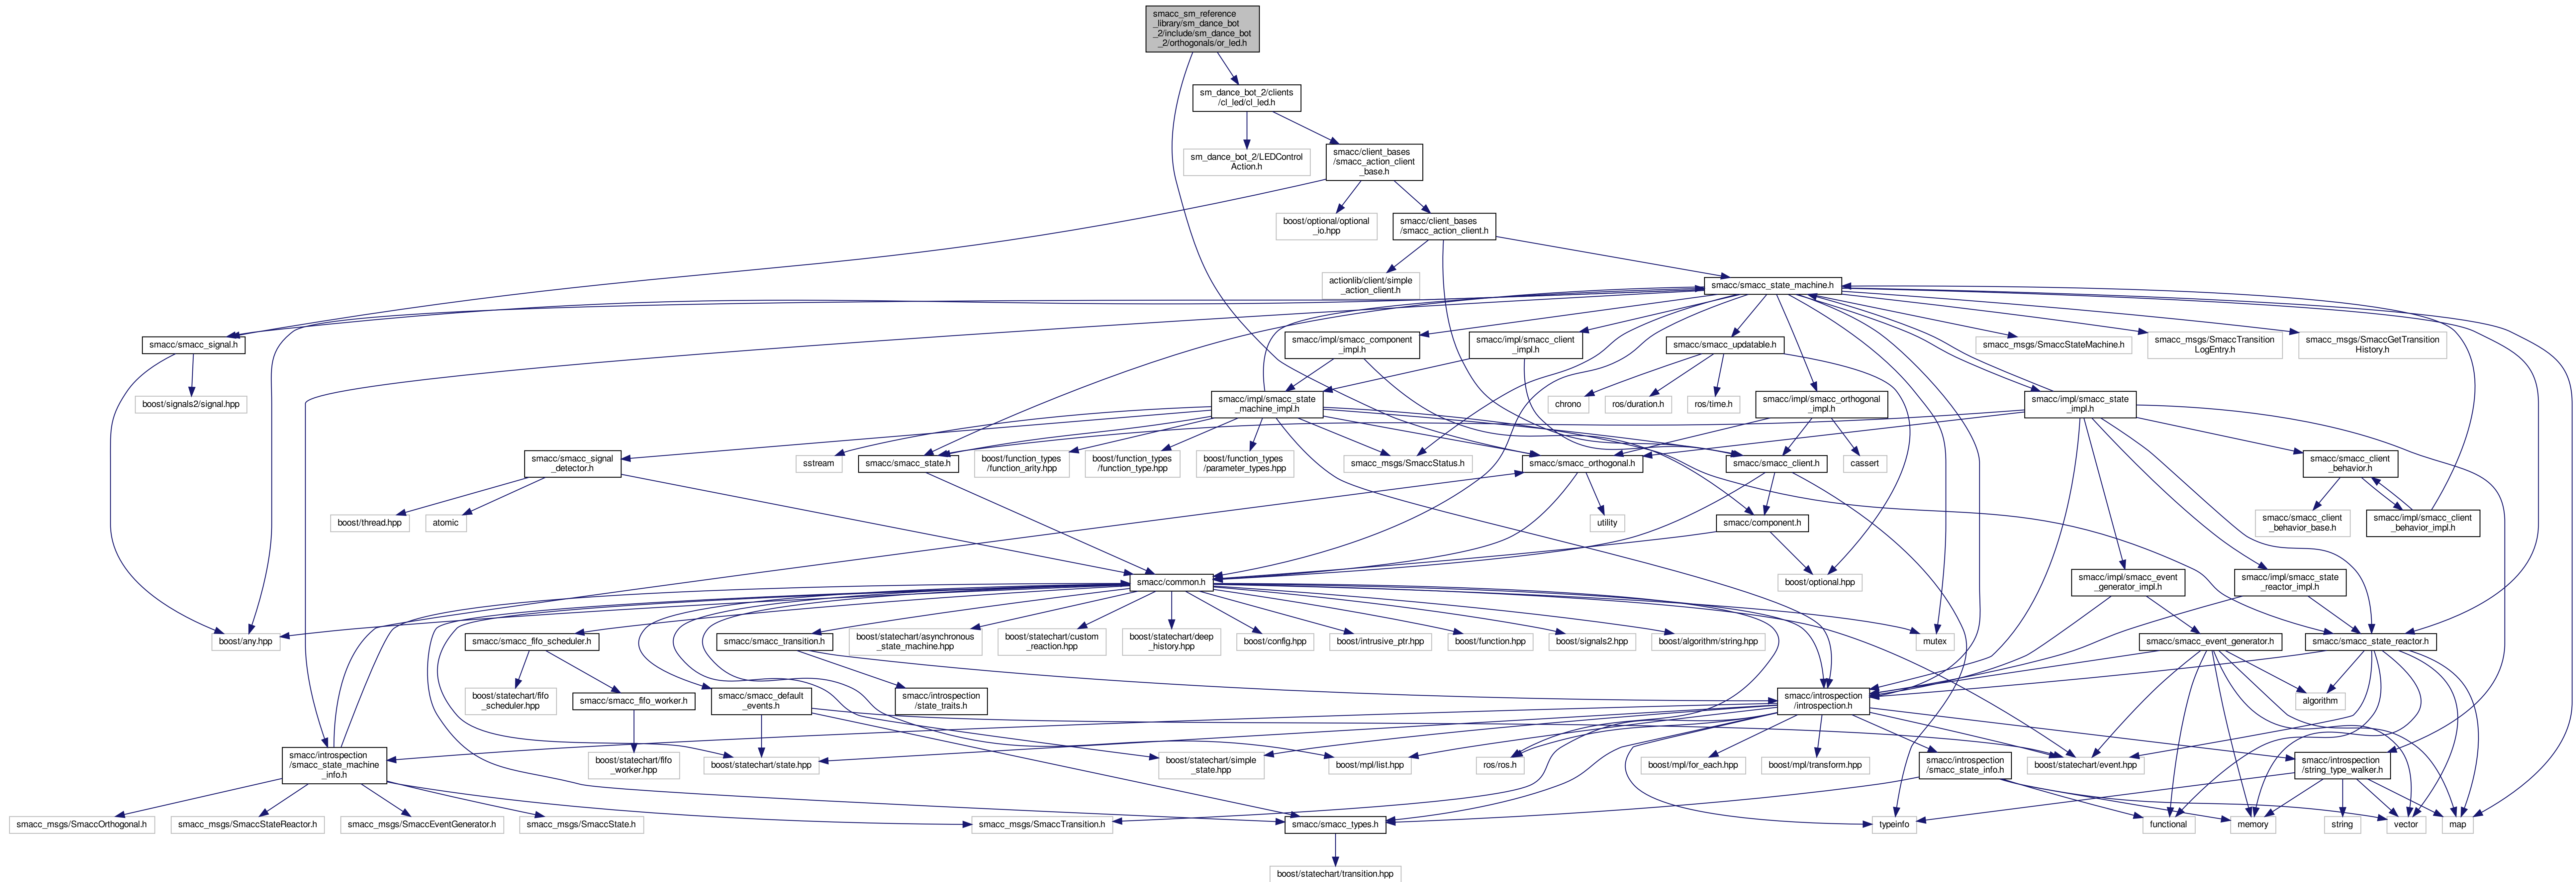 smacc_sm_reference
_library/sm_dance_bot
_2/include/sm_dance_bot
_2/orthogonals/or_led.h
sm_dance_bot_2/clients
/cl_led/cl_led.h
sm_dance_bot_2/LEDControl
Action.h
smacc/client_bases
/smacc_action_client
_base.h
boost/optional/optional
_io.hpp
smacc/client_bases
/smacc_action_client.h
actionlib/client/simple
_action_client.h
smacc/smacc_state_machine.h
smacc/smacc_signal.h
smacc/impl/smacc_component
_impl.h
smacc/impl/smacc_client
_impl.h
smacc/smacc_updatable.h
smacc_msgs/SmaccStateMachine.h
smacc_msgs/SmaccTransition
LogEntry.h
smacc_msgs/SmaccGetTransition
History.h
boost/signals2/signal.hpp
smacc/impl/smacc_state
_machine_impl.h
chrono
ros/duration.h
ros/time.h
smacc/impl/smacc_orthogonal
_impl.h
smacc/impl/smacc_state
_impl.h
smacc/smacc_signal
_detector.h
sstream
smacc/smacc_state.h
boost/function_types
/function_arity.hpp
boost/function_types
/function_type.hpp
boost/function_types
/parameter_types.hpp
smacc_msgs/SmaccStatus.h
smacc/smacc_orthogonal.h
smacc/smacc_client.h
cassert
smacc/smacc_client
_behavior.h
boost/thread.hpp
atomic
utility
smacc/component.h
smacc/smacc_client
_behavior_base.h
smacc/impl/smacc_client
_behavior_impl.h
smacc/common.h
boost/optional.hpp
smacc/impl/smacc_event
_generator_impl.h
smacc/impl/smacc_state
_reactor_impl.h
boost/any.hpp
smacc/smacc_fifo_scheduler.h
smacc/smacc_transition.h
boost/statechart/asynchronous
_state_machine.hpp
boost/statechart/custom
_reaction.hpp
boost/statechart/deep
_history.hpp
boost/config.hpp
boost/intrusive_ptr.hpp
boost/function.hpp
boost/signals2.hpp
boost/algorithm/string.hpp
mutex
smacc/smacc_event_generator.h
smacc/smacc_state_reactor.h
boost/statechart/fifo
_scheduler.hpp
smacc/smacc_fifo_worker.h
smacc/smacc_default
_events.h
smacc/introspection
/state_traits.h
smacc/introspection
/introspection.h
algorithm
smacc/introspection
/smacc_state_machine
_info.h
boost/statechart/fifo
_worker.hpp
boost/statechart/state.hpp
boost/statechart/simple
_state.hpp
boost/mpl/list.hpp
ros/ros.h
boost/mpl/for_each.hpp
boost/mpl/transform.hpp
smacc/introspection
/smacc_state_info.h
boost/statechart/event.hpp
smacc/introspection
/string_type_walker.h
smacc_msgs/SmaccOrthogonal.h
smacc_msgs/SmaccStateReactor.h
smacc_msgs/SmaccEventGenerator.h
smacc_msgs/SmaccState.h
smacc_msgs/SmaccTransition.h
smacc/smacc_types.h
typeinfo
functional
memory
string
vector
map
boost/statechart/transition.hpp